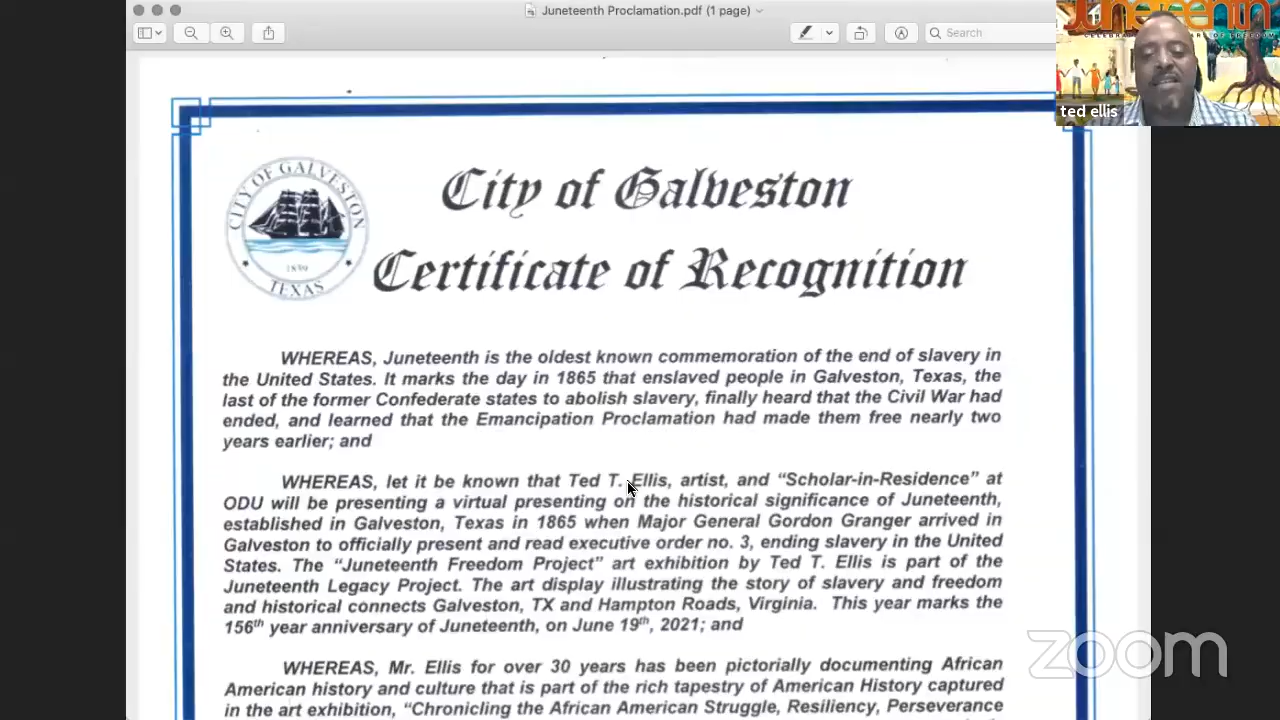 Juneteenth Proclamation.pdf (1 page)
Search
Juneteenth
ted ellis
CITY OF GALVESTON
1839
TEXAS
City of Galveston
Certificate of Recognition
WHEREAS, Juneteenth is the oldest known commemoration of the end of slavery in
the United States. It marks the day in 1865 that enslaved people in Galveston, Texas, the
last of the former Confederate states to abolish slavery, finally heard that the Civil War had
ended, and learned that the Emancipation Proclamation had made them free nearly two
years earlier; and
WHEREAS, let it be known that Ted T. Ellis, artist, and “Scholar-in-Residence” at
ODU will be presenting a virtual presenting on the historical significance of Juneteenth,
established in Galveston, Texas in 1865 when Major General Gordon Granger arrived in
Galveston to officially present and read executive order no. 3, ending slavery in the United
States. The “Juneteenth Freedom Project” art exhibition by Ted T. Ellis is part of the
Juneteenth Legacy Project. The art display illustrating the story of slavery and freedom
and historical connects Galveston, TX and Hampton Roads, Virginia. This year marks the
156th year anniversary of Juneteenth, on June 19th, 2021; and
WHEREAS, Mr. Ellis for over 30 years has been pictorially documenting African
American history and culture that is part of the rich tapestry of American History captured
in the art exhibition, “Chronicling the African American Struggle, Resiliency, Perseverance
zoom